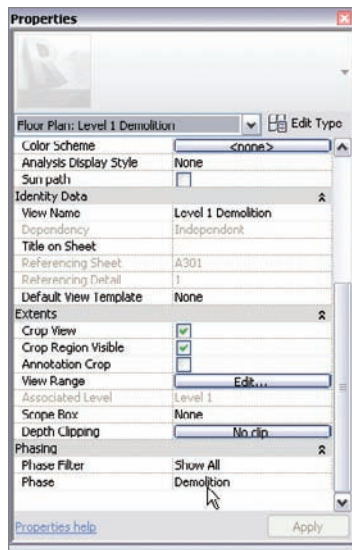 Properties
Floor Plan: Level 1 Demolition
Edit Type
Color Scheme <none>
Analysis Display Style None
Sun path
Identity Data
View Name Level 1 Demolition
Dependency Independent
Title on Sheet
Referencing Sheet A301
Referencing Detail 1
Default View Template None
Extents
Crop View
Crop Region Visible
Annotation Crop
View Range Edit...
Associated Level Level 1
Scope Box None
Depth Clipping No clip
Phasing
Phase Filter Show All
Phase Demolition
Properties help Apply